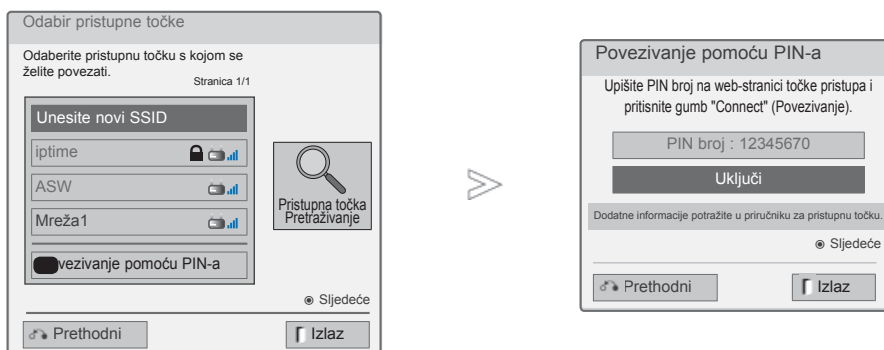 Odabir pristupne točke
Odaberite pristupnu točku s kojom se
želite povezati.
Stranica 1/1
Unesite novi SSID
iptime
ASW
Mreža1
vezivanje pomoću PIN-a
Pristupna točka
Pretraživanje
Sljedeće
Prethodni
Izlaz
Povezivanje pomoću PIN-a
Upišite PIN broj na web-stranici točke pristupa i
pritisnite gumb "Connect" (Povezivanje).
PIN broj : 12345670
Uključi
Dodatne informacije potražite u priručniku za pristupnu točku.
Sljedeće
Prethodni
Izlaz